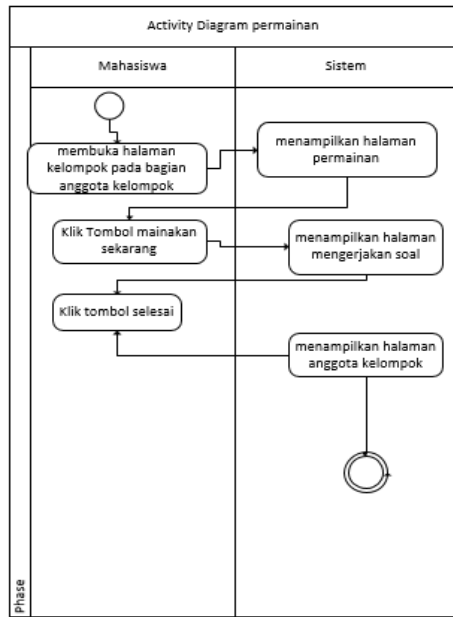 Activity Diagram permainan
Mahasiswa
Sistem
membuka halaman
kelompok pada bagian
anggota kelompok
menampilkan halaman
permainan
Klik Tombol mainakan
sekarang
menampilkan halaman
mengerjakan soal
Klik tombol selesai
menampilkan halaman
anggota kelompok
Phase